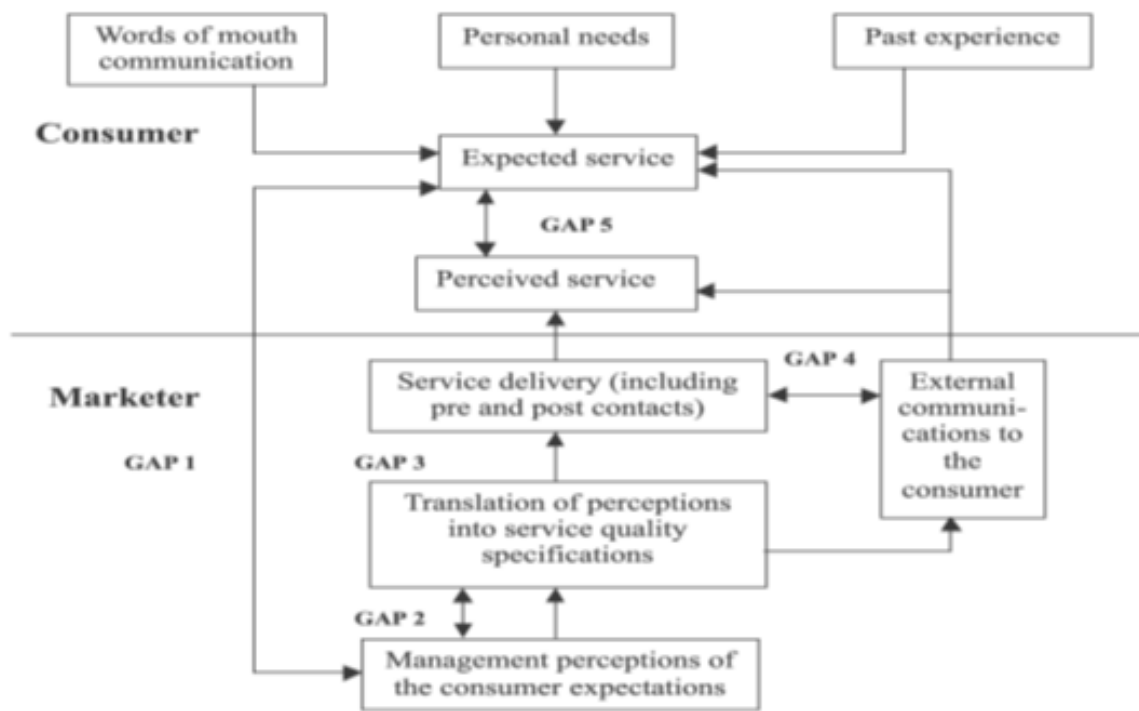 Words of mouth
communication
Personal needs
Past experience
Consumer
Expected service
GAP 5
Perceived service
Marketer
Service delivery (including
pre and post contacts)
GAP 4
External
communi-
cations to
the
consumer
GAP 1
GAP 3
Translation of perceptions
into service quality
specifications
GAP 2
Management perceptions of
the consumer expectations